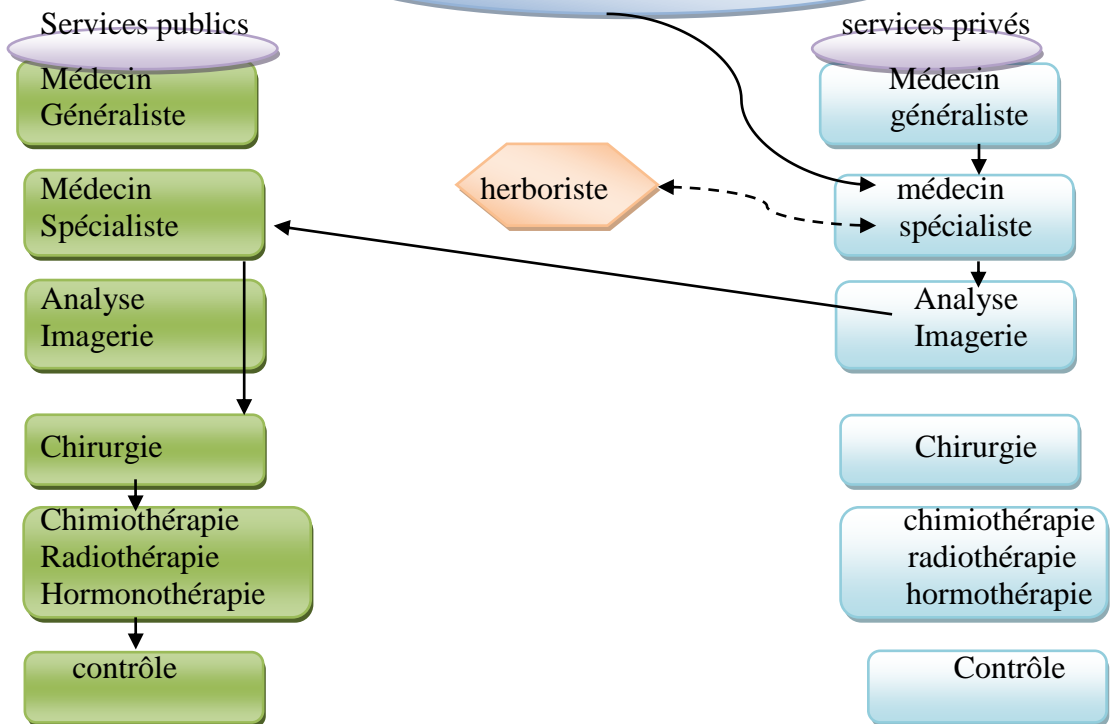 Services publics
Médecin
Généraliste
Médecin
Spécialiste
Analyse
Imagerie
Chirurgie
Chimiothérapie
Radiothérapie
Hormonothérapie
contrôle
herboriste
services privés
Médecin
généraliste
médecin
spécialiste
Analyse
Imagerie
Chirurgie
chimiothérapie
radiothérapie
hormothérapie
Contrôle